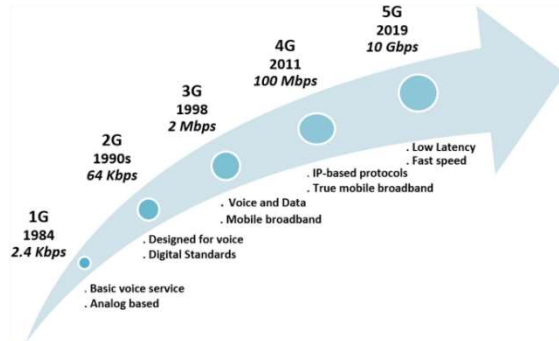 5G
2019
10 Gbps
4G
2011
100 Mbps
3G
1998
2 Mbps
2G
1990s
64 Kbps
1G
1984
2.4 Kbps
. Low Latency
. Fast speed
. IP-based protocols
. True mobile broadband
. Voice and Data
. Mobile broadband
. Designed for voice
. Digital Standards
. Basic voice service
. Analog based